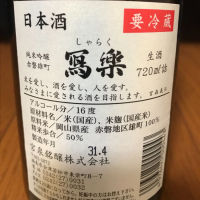 日本酒
要冷蔵
純米吟醸
赤磐雄町
しゃらく
寫樂
生酒
720ml詰
米を愛し、酒を愛し、人を愛す。
みなさまに愛される酒を目指します。
アルコール分/16度
原材料名/米(国産)、米麹(国産米)
原料米/岡山県産 赤磐地区雄町100%
精米歩合/50%
31.4
宮泉銘醸株式会社